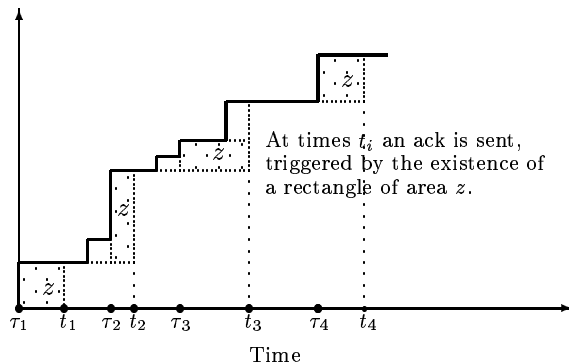 z
z
z
z
At times tᵢ an ack is sent,
triggered by the existence of
a rectangle of area z.
τ₁ t₁ τ₂ t₂ τ₃ t₃ τ₄ t₄
Time